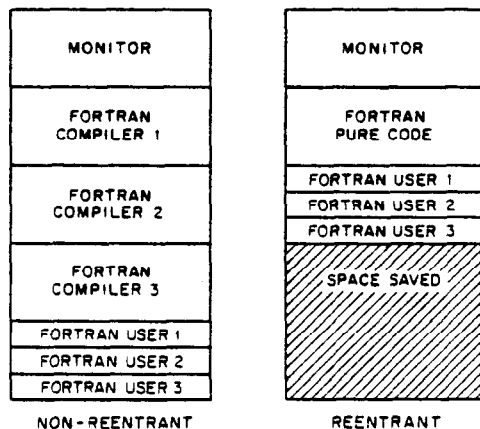 MONITOR
FORTRAN
COMPILER 1
FORTRAN
COMPILER 2
FORTRAN
COMPILER 3
FORTRAN USER 1
FORTRAN USER 2
FORTRAN USER 3
NON-REENTRANT
MONITOR
FORTRAN
PURE CODE
FORTRAN USER 1
FORTRAN USER 2
FORTRAN USER 3
SPACE SAVED
REENTRANT